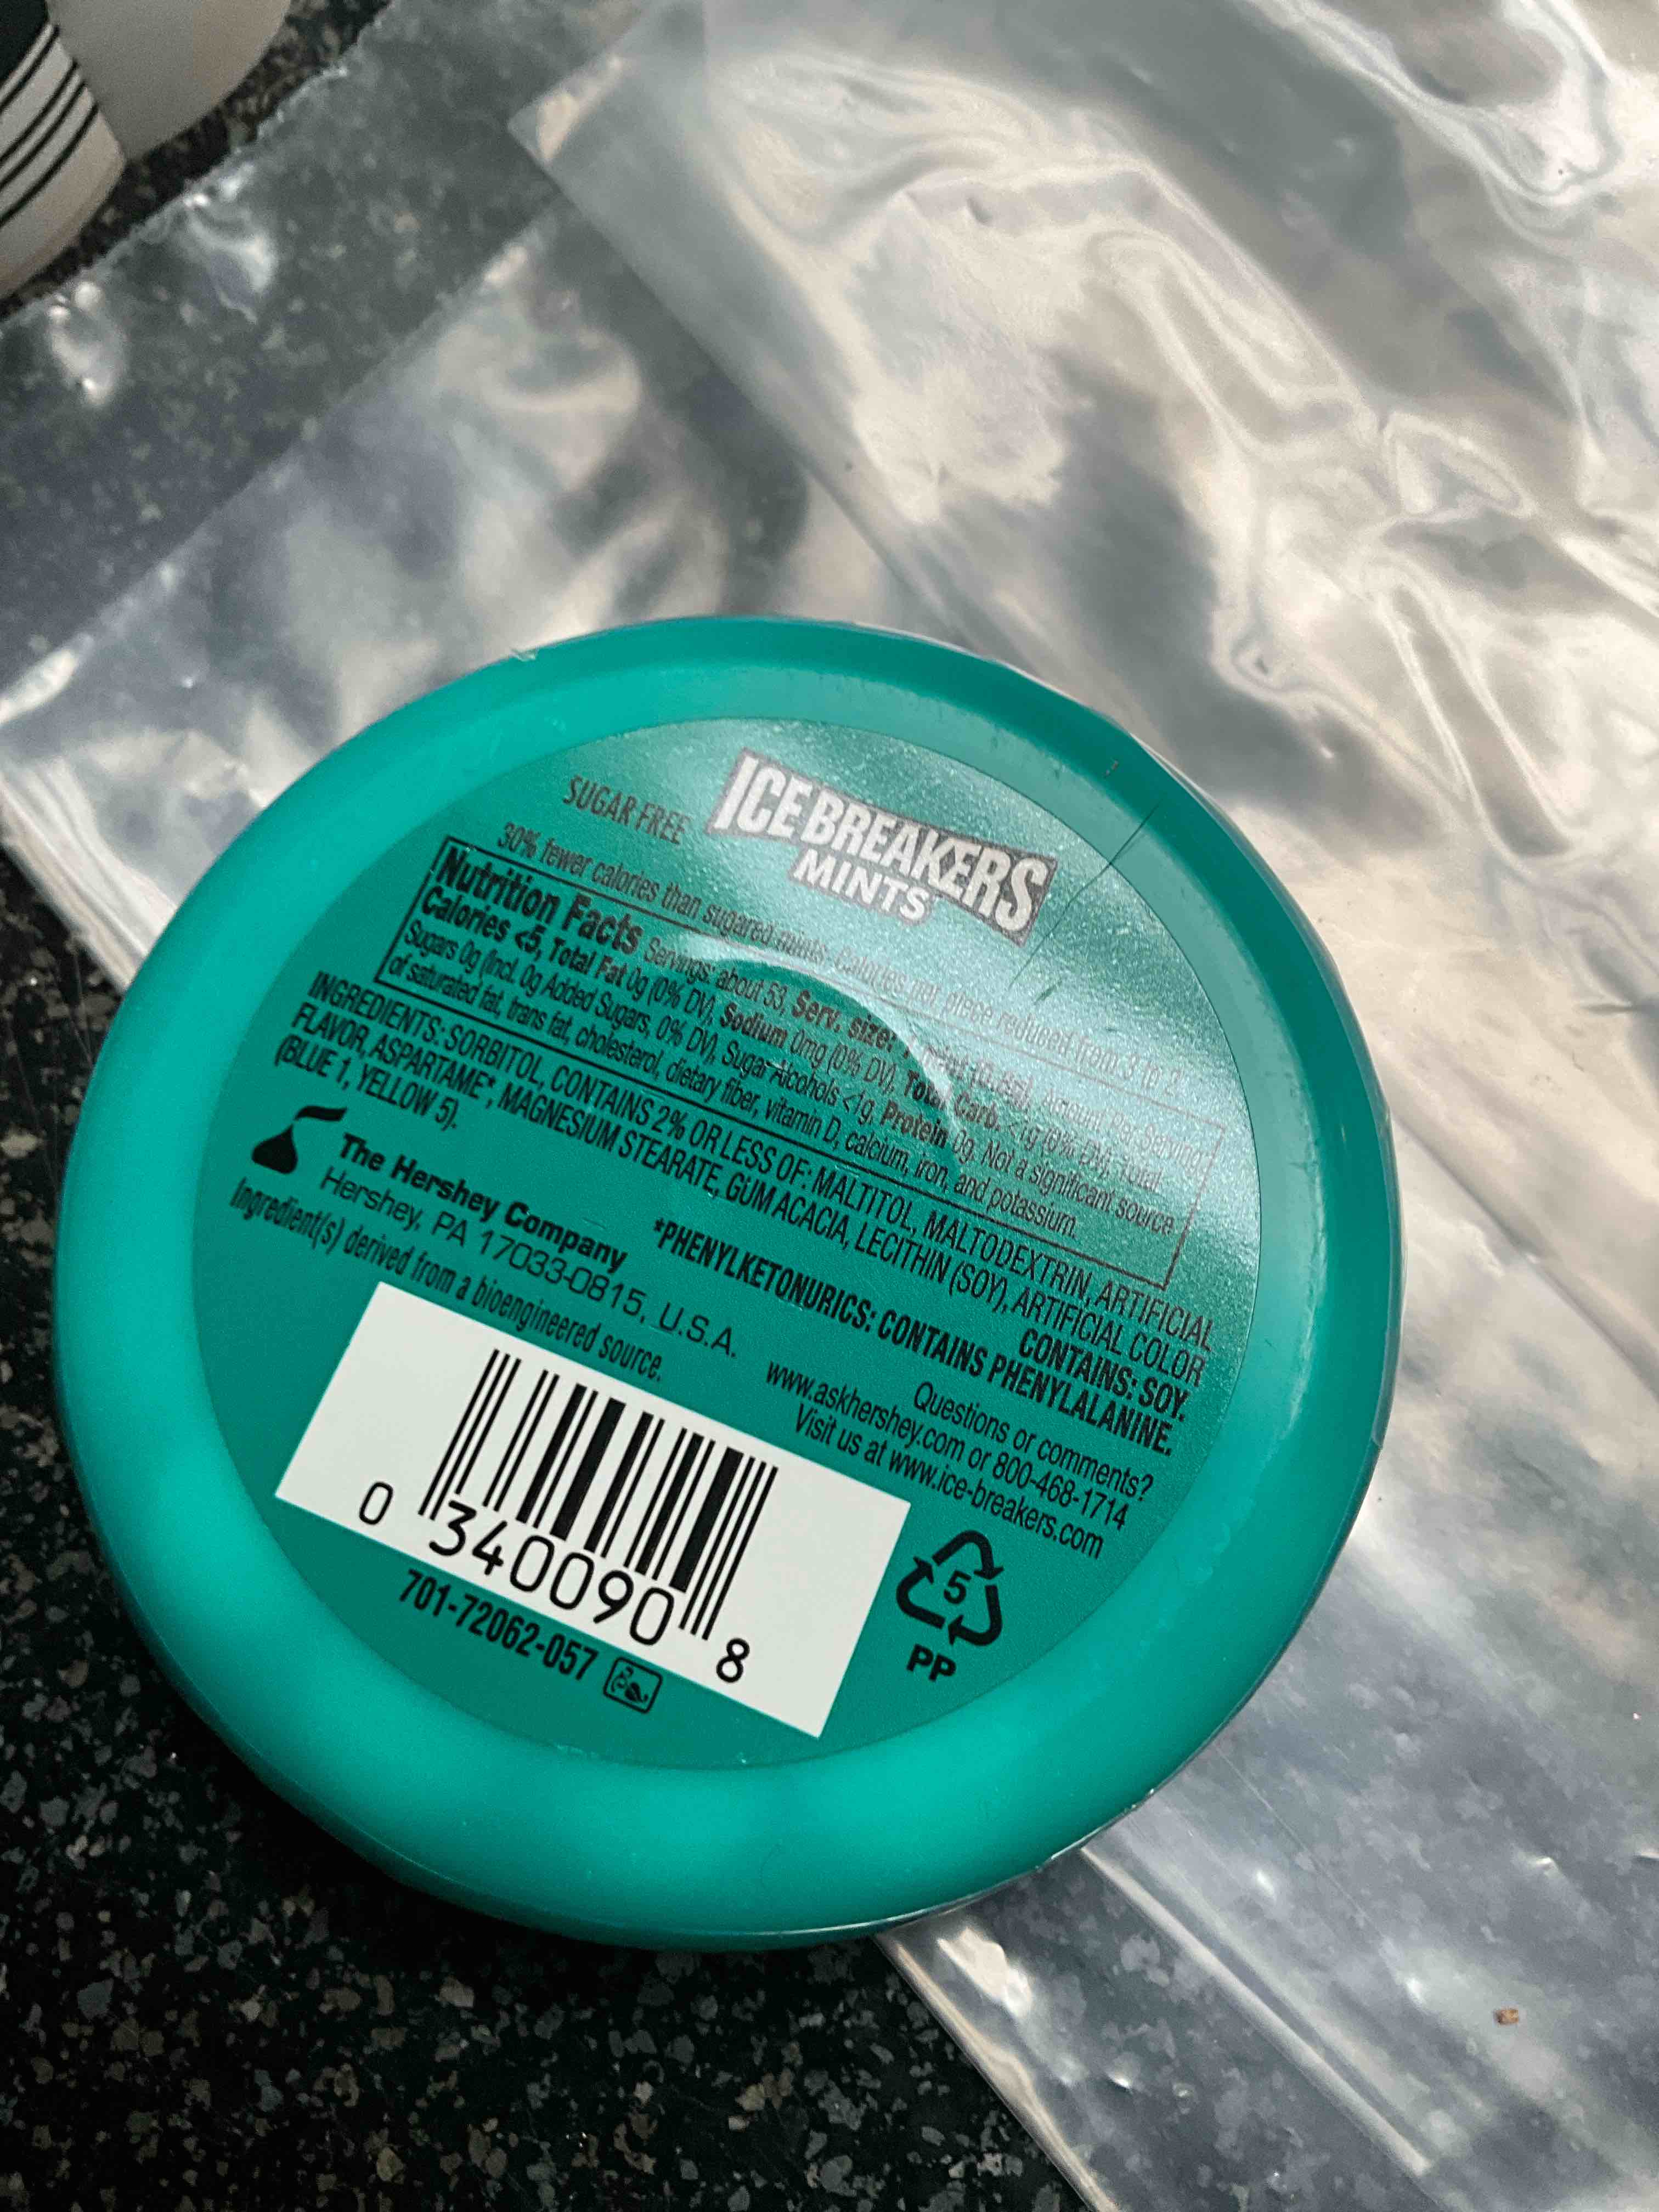 SUGAR FREE
ICE BREAKERS
MINTS
30% fewer calories than sugared mints. Calories per piece reduced from 3 to 2.
Nutrition Facts Servings: about 53, Serv. size: 1 mint (0.8g), Amount Per Serving:
Calories <5, Total Fat 0g (0% DV), Sodium 0mg (0% DV), Total Carb. <1g (0% DV), Total
Sugars 0g (Incl. 0g Added Sugars, 0% DV), Sugar Alcohols <1g, Protein 0g. Not a significant source
of saturated fat, trans fat, cholesterol, dietary fiber, vitamin D, calcium, iron, and potassium.
INGREDIENTS: SORBITOL, CONTAINS 2% OR LESS OF: MALTITOL, MALTODEXTRIN, ARTIFICIAL
FLAVOR, ASPARTAME*, MAGNESIUM STEARATE, GUM ACACIA, LECITHIN (SOY), ARTIFICIAL COLOR
(BLUE 1, YELLOW 5).
CONTAINS: SOY.
*PHENYLKETONURICS: CONTAINS PHENYLALANINE.
The Hershey Company
Hershey, PA 17033-0815, U.S.A.
Ingredient(s) derived from a bioengineered source.
Questions or comments?
www.askhershey.com or 800-468-1714
Visit us at www.ice-breakers.com
0 340090 8
701-72062-057
5
PP